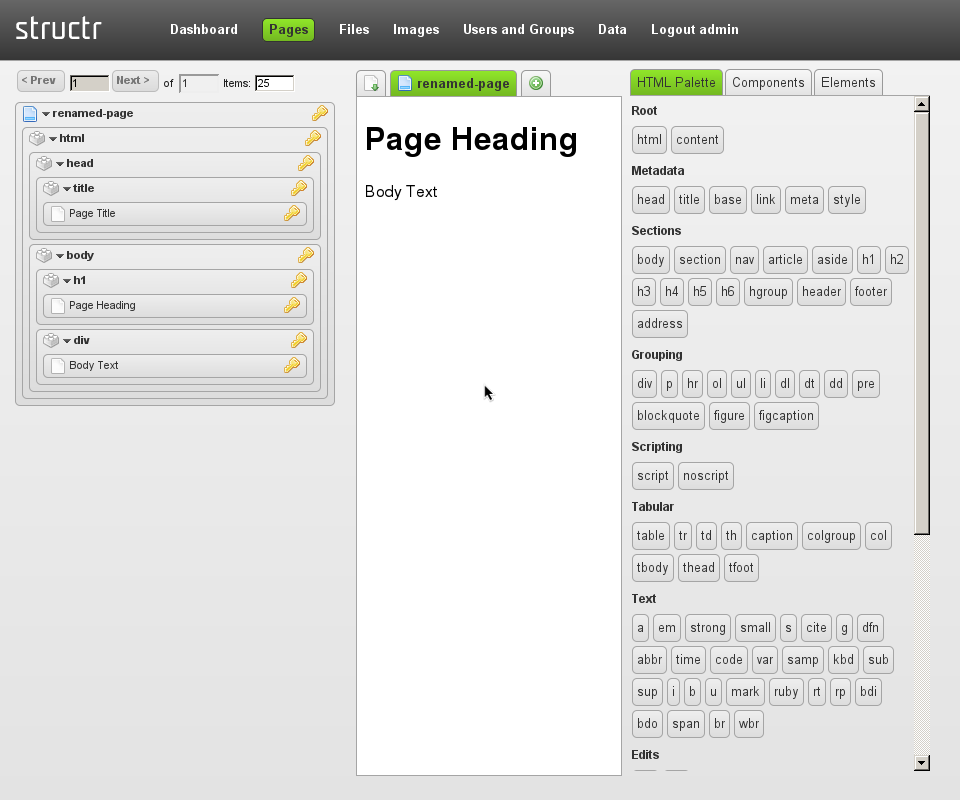 structr Dashboard Pages Files Images Users and Groups Data Logout admin
< Prev 1 Next > of 1 Items: 25
renamed-page
html
head
title
Page Title
body
h1
Page Heading
div
Body Text
renamed-page
Page Heading
Body Text
HTML Palette Components Elements
Root
html content
Metadata
head title base link meta style
Sections
body section nav article aside h1 h2
h3 h4 h5 h6 hgroup header footer
address
Grouping
div p hr ol ul li dl dt dd pre
blockquote figure figcaption
Scripting
script noscript
Tabular
table tr td th caption colgroup col
tbody thead tfoot
Text
a em strong small s cite g dfn
abbr time code var samp kbd sub
sup i b u mark ruby rt rp bdi
bdo span br wbr
Edits